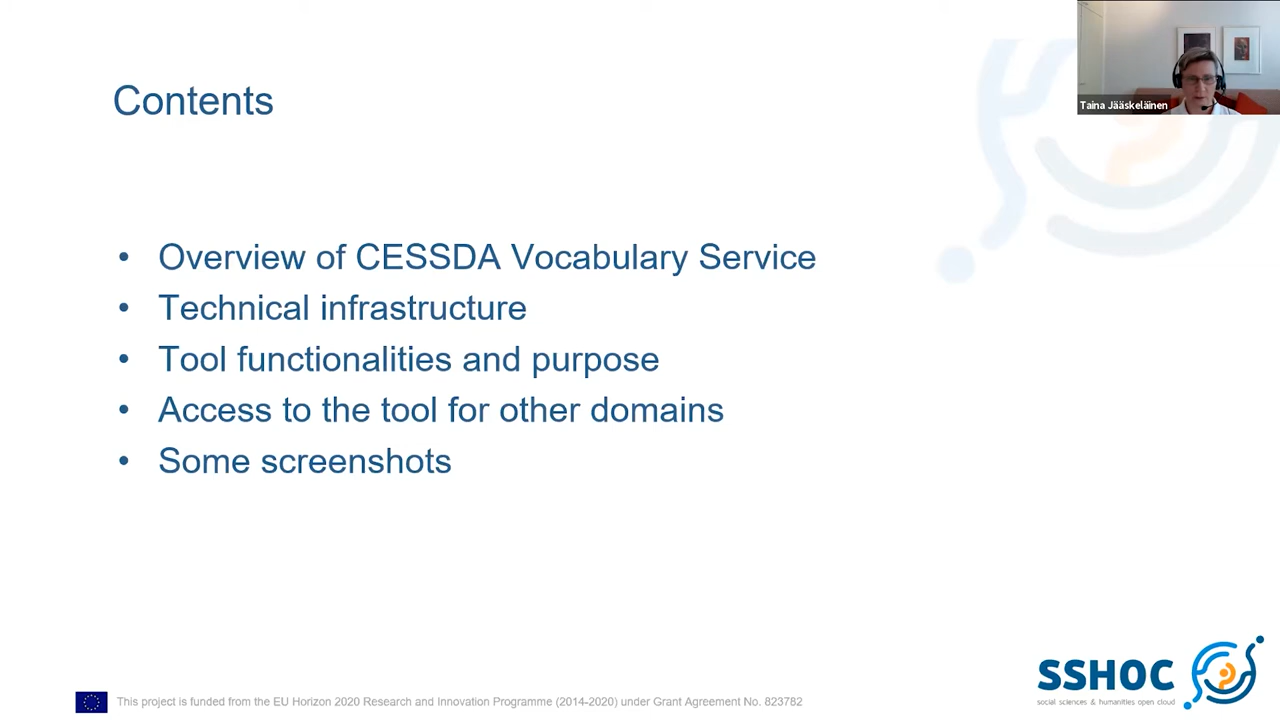 Taina Jääskeläinen
Contents
• Overview of CESSDA Vocabulary Service
• Technical infrastructure
• Tool functionalities and purpose
• Access to the tool for other domains
• Some screenshots
This project is funded from the EU Horizon 2020 Research and Innovation Programme (2014-2020) under Grant Agreement No. 823782
SSHOC
social sciences & humanities open cloud